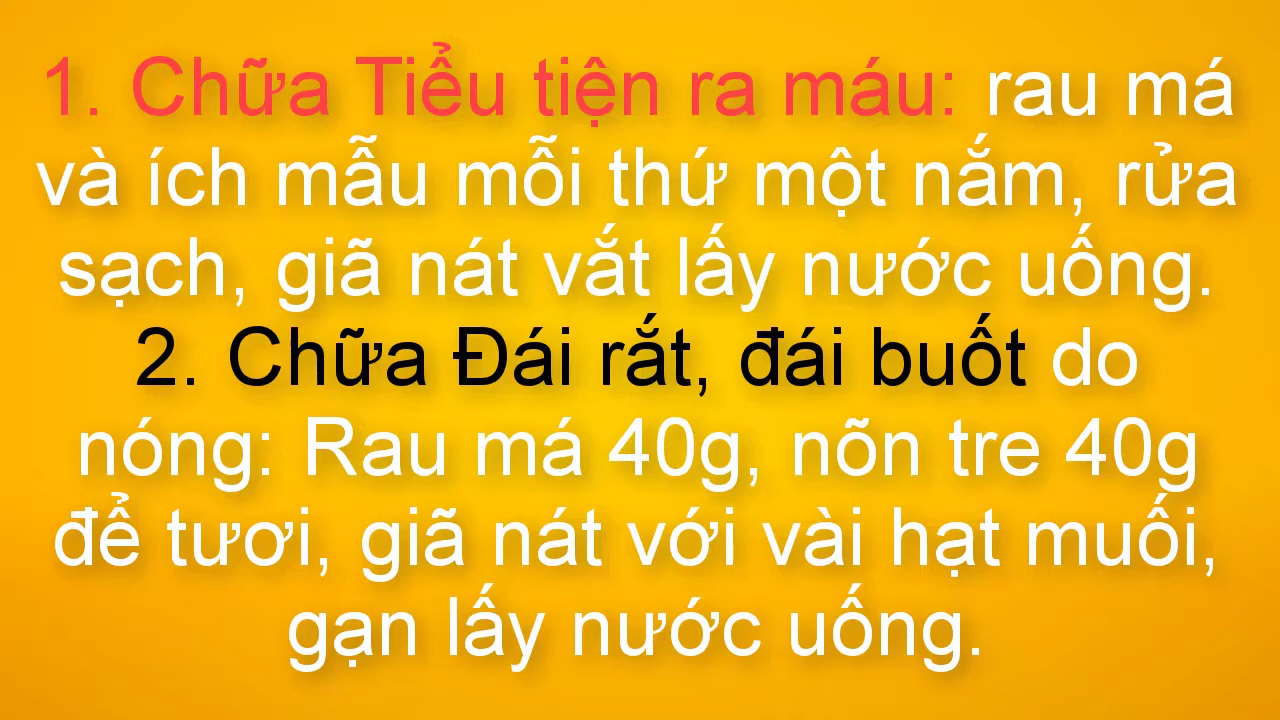 1. Chữa Tiểu tiện ra máu: rau má
và ích mẫu mỗi thứ một nắm, rửa
sạch, giã nát vắt lấy nước uống.
2. Chữa Đái rắt, đái buốt do
nóng: Rau má 40g, nõn tre 40g
để tươi, giã nát với vài hạt muối,
gạn lấy nước uống.